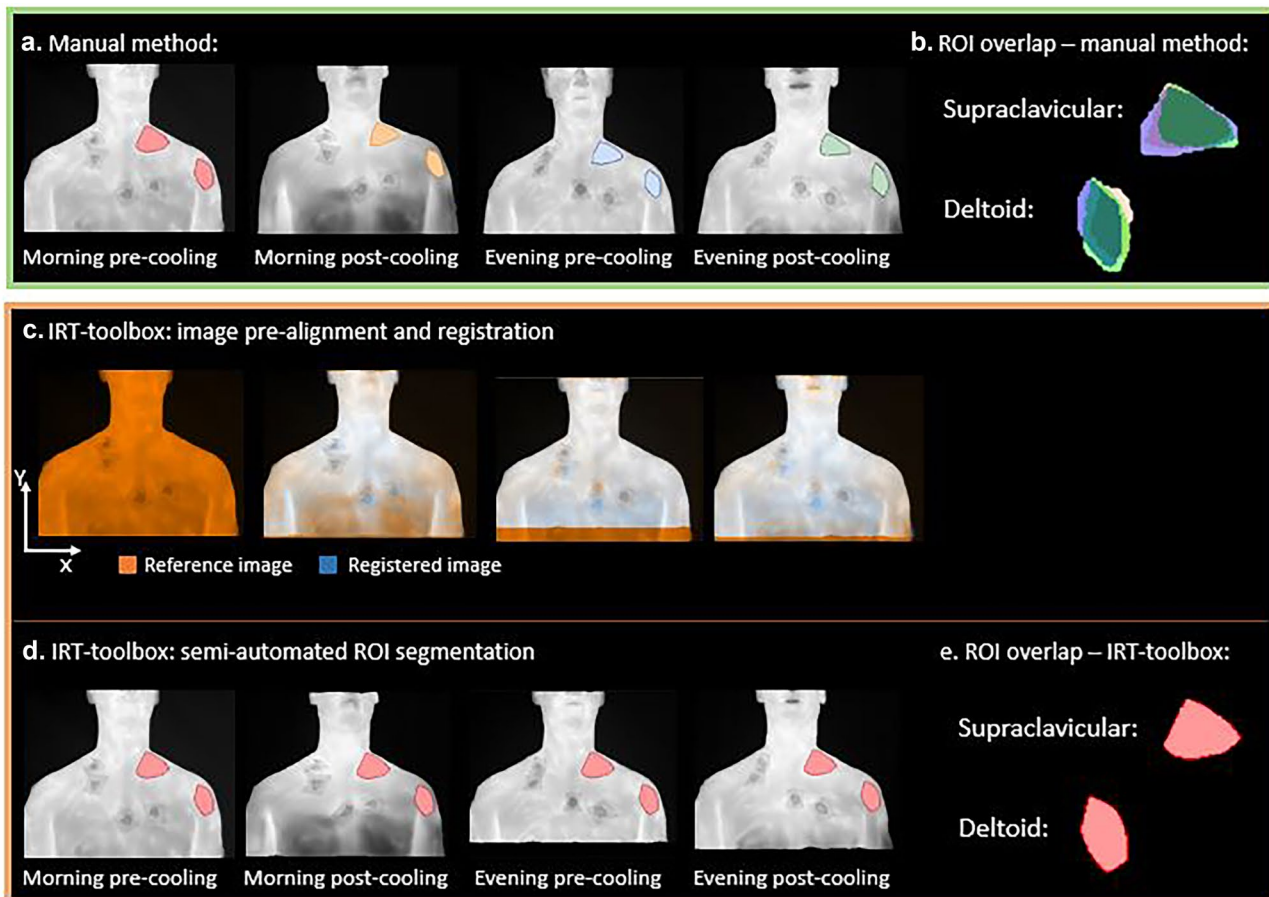 a. Manual method:
b. ROI overlap – manual method:
Supraclavicular:
Deltoid:
Morning pre-cooling
Morning post-cooling
Evening pre-cooling
Evening post-cooling
c. IRT-toolbox: image pre-alignment and registration
Y
X
Reference image
Registered image
d. IRT-toolbox: semi-automated ROI segmentation
e. ROI overlap – IRT-toolbox:
Supraclavicular:
Deltoid:
Morning pre-cooling
Morning post-cooling
Evening pre-cooling
Evening post-cooling